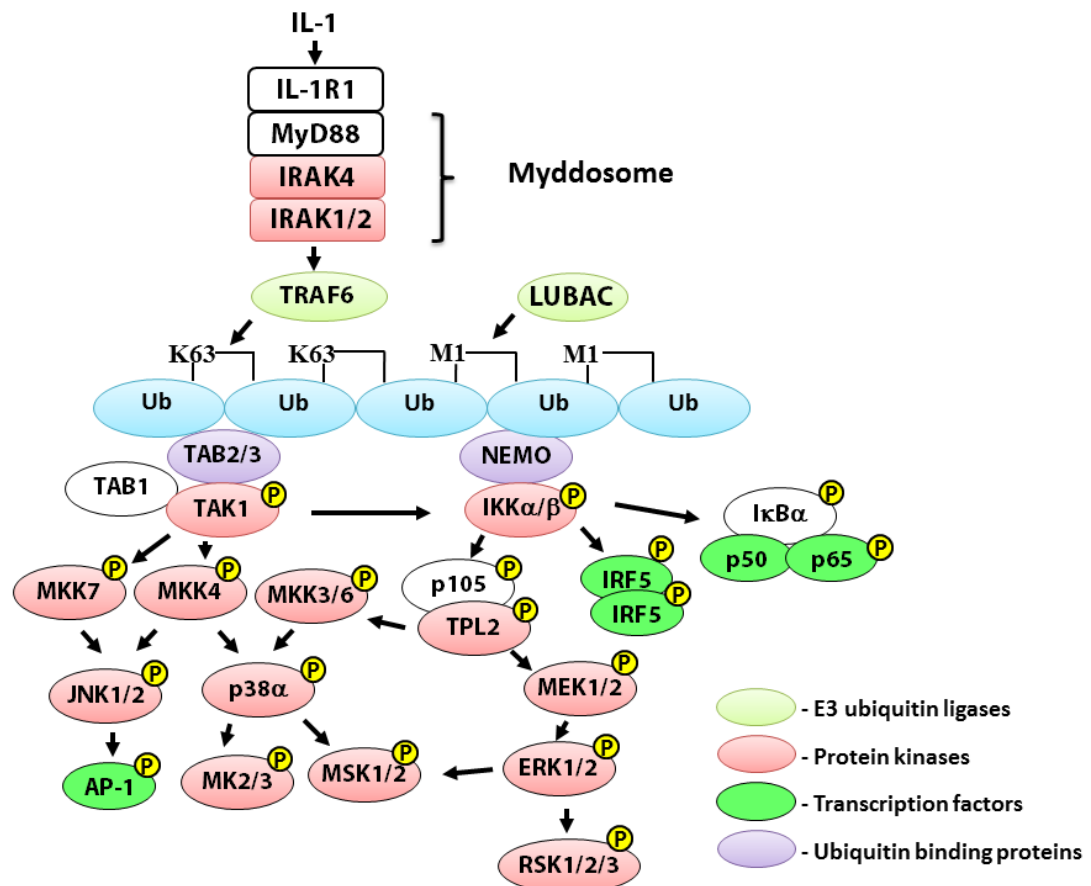 IL-1
IL-1R1
MyD88
IRAK4
Myddosome
IRAK1/2
TRAF6
LUBAC
K63
K63
M1
M1
Ub
Ub
Ub
Ub
Ub
TAB2/3
NEMO
TAB1
TAK1
P
IKKα/β
P
IκBα
P
p50
p65
P
MKK7
P
MKK4
P
MKK3/6
P
p105
P
TPL2
P
IRF5
P
IRF5
P
JNK1/2
P
p38α
P
MEK1/2
P
AP-1
P
MK2/3
P
MSK1/2
P
ERK1/2
P
RSK1/2/3
P
- E3 ubiquitin ligases
- Protein kinases
- Transcription factors
- Ubiquitin binding proteins